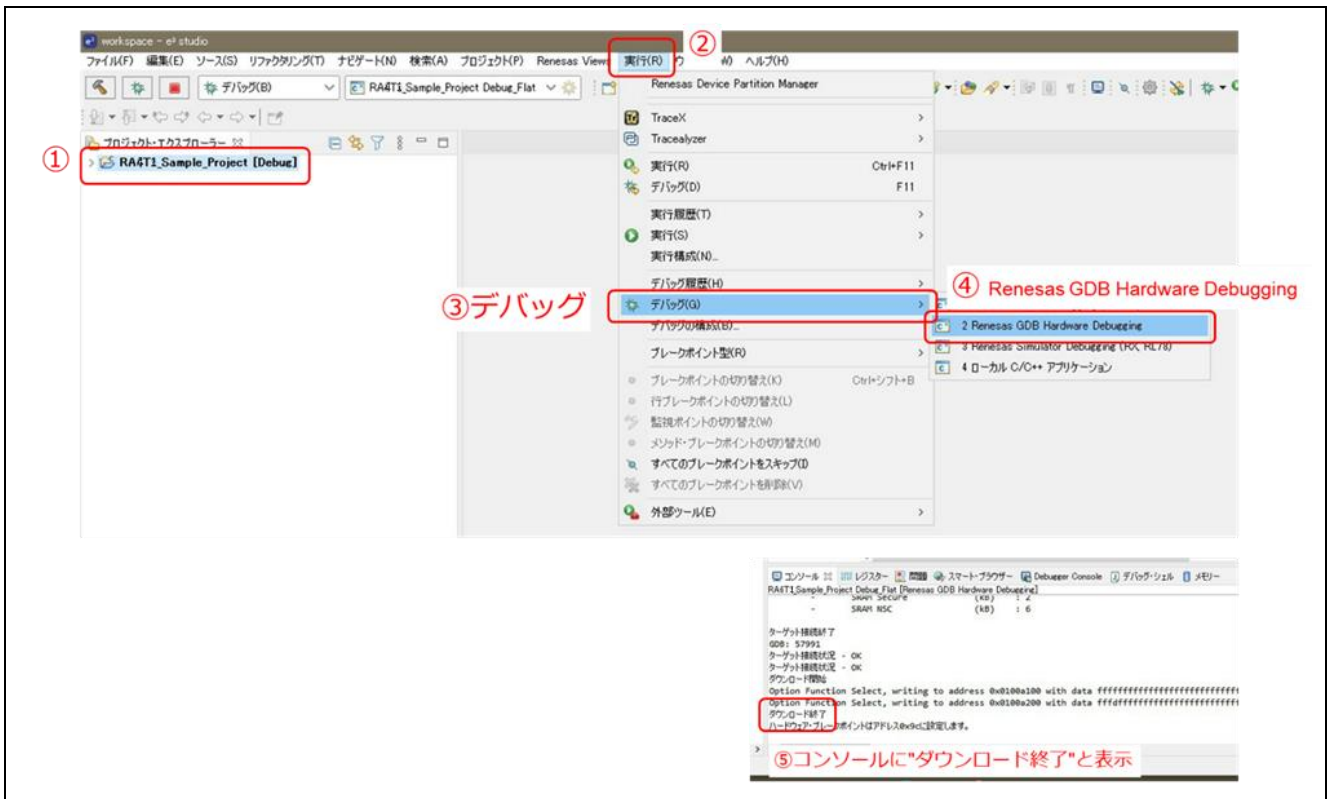 workspace - e² studio
②
ファイル(F) 編集(E) ソース(S) リファクタリング(T) ナビゲート(N) 検索(A) プロジェクト(P) Renesas Views 実行(R) ウ W) ヘルプ(H)
デバッグ(B) RA4T1_Sample_Project Debug_Flat
Renesas Device Partition Manager
TraceX
Tracealyzer
プロジェクト・エクスプローラー
①
RA4T1_Sample_Project [Debug]
実行(R) Ctrl+F11
デバッグ(D) F11
実行履歴(T)
実行(S)
実行構成(N)...
デバッグ履歴(H)
④ Renesas GDB Hardware Debugging
③デバッグ
デバッグ(G)
デバッグの構成(B)...
2 Renesas GDB Hardware Debugging
3 Renesas Simulator Debugging (RX, RL78)
4 ローカル C/C++ アプリケーション
ブレークポイント型(R)
ブレークポイントの切り替え(K) Ctrl+シフト+B
行ブレークポイントの切り替え(L)
監視ポイントの切り替え(W)
メソッド・ブレークポイントの切り替え(M)
すべてのブレークポイントをスキップ(I)
すべてのブレークポイントを削除(V)
外部ツール(E)
コンソール レジスター 問題 スマート・ブラウザー Debugger Console デバッグ・シェル メモリー
RA4T1_Sample_Project Debug_Flat [Renesas GDB Hardware Debugging]
- SRAM Secure (kB) : 2
- SRAM NSC (kB) : 6
ターゲット接続終了
GDB: 57991
ターゲット接続状況 - OK
ターゲット接続状況 - OK
ダウンロード開始
Option Function Select, writing to address 0x0100a100 with data
Option Function Select, writing to address 0x0100a200 with data
ダウンロード終了
ハードウェア・ブレークポイントはアドレス0x9cに設定します。
⑤コンソールに"ダウンロード終了"と表示